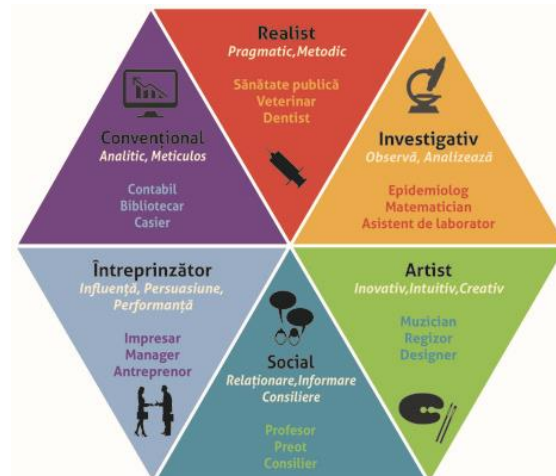 Realist
Pragmatic,Metodic
Sănătate publică
Veterinar
Dentist
Convențional
Analitic, Meticulos
Contabil
Bibliotecar
Casier
Investigativ
Observă, Analizează
Epidemiolog
Matematician
Asistent de laborator
Întreprinzător
Influență, Persuasiune,
Performanță
Impresar
Manager
Antreprenor
Social
Relaționare,Informare
Consiliere
Profesor
Preot
Consilier
Artist
Inovativ,Intuitiv,Creativ
Muzician
Regizor
Designer